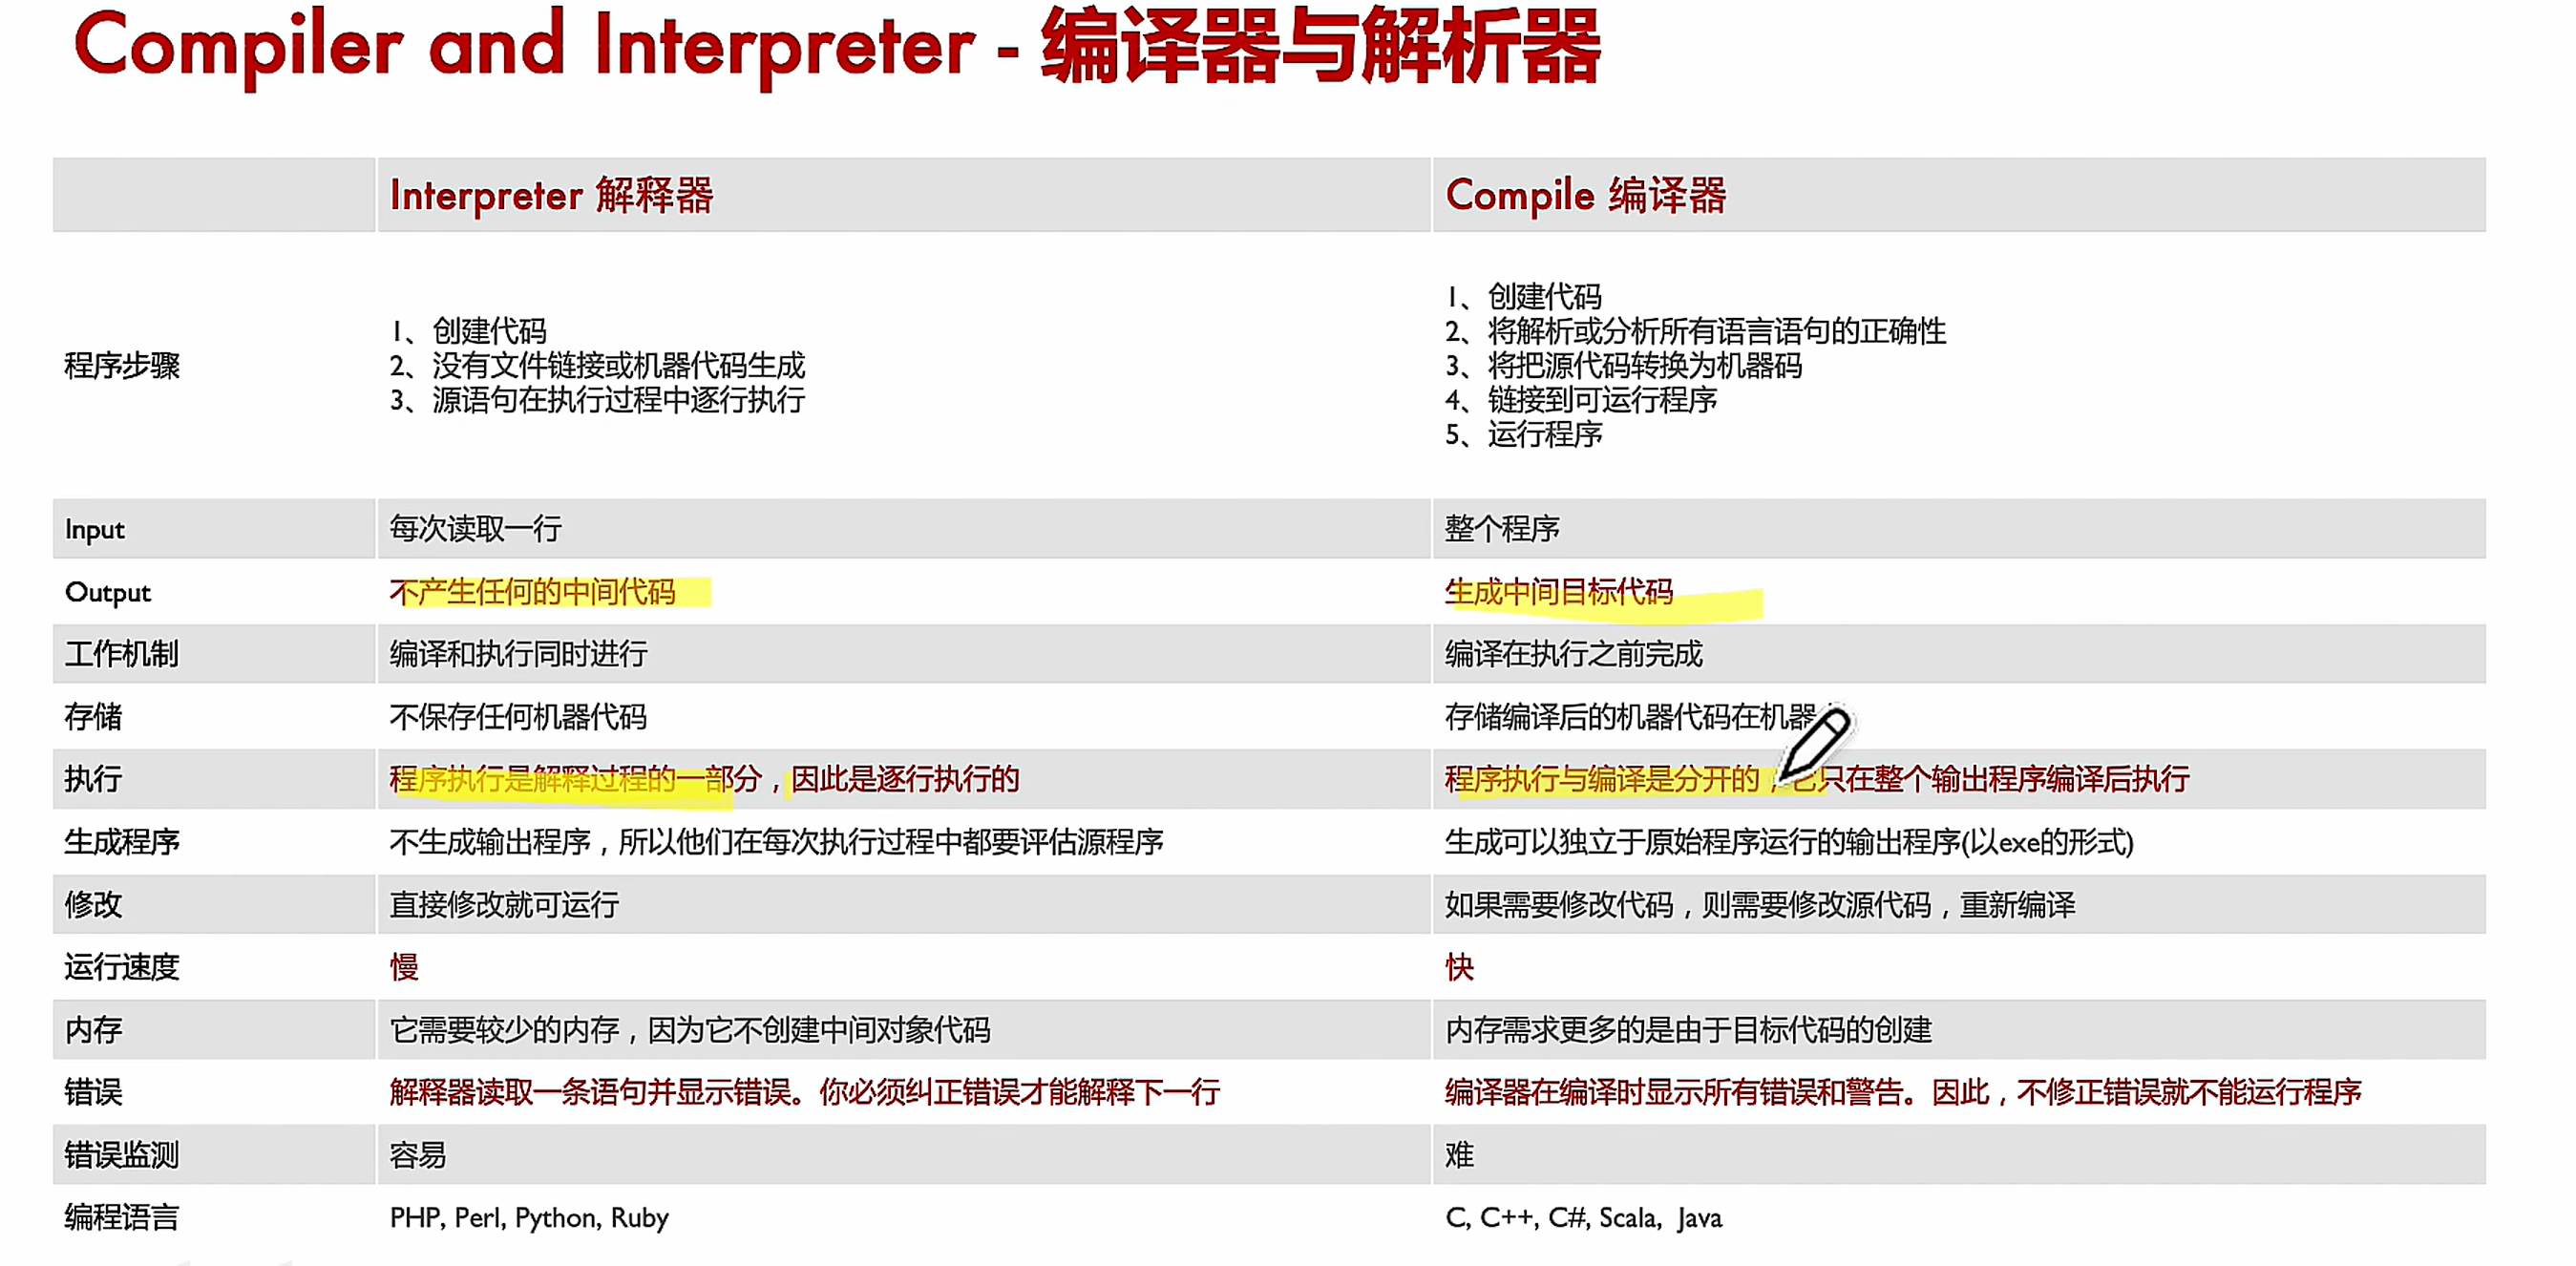 Compiler and Interpreter - 编译器与解析器
Interpreter 解释器
Compile 编译器
程序步骤
1、创建代码
2、没有文件链接或机器代码生成
3、源语句在执行过程中逐行执行
1、创建代码
2、将解析或分析所有语言语句的正确性
3、将把源代码转换为机器码
4、链接到可运行程序
5、运行程序
Input
每次读取一行
整个程序
Output
不产生任何的中间代码
生成中间目标代码
工作机制
编译和执行同时进行
编译在执行之前完成
存储
不保存任何机器代码
存储编译后的机器代码在机器
执行
程序执行是解释过程的一部分，因此是逐行执行的
程序执行与编译是分开的，它只在整个输出程序编译后执行
生成程序
不生成输出程序，所以他们在每次执行过程中都要评估源程序
生成可以独立于原始程序运行的输出程序(以exe的形式)
修改
直接修改就可运行
如果需要修改代码，则需要修改源代码，重新编译
运行速度
慢
快
内存
它需要较少的内存，因为它不创建中间对象代码
内存需求更多的是由于目标代码的创建
错误
解释器读取一条语句并显示错误。你必须纠正错误才能解释下一行
编译器在编译时显示所有错误和警告。因此，不修正错误就不能运行程序
错误监测
容易
难
编程语言
PHP, Perl, Python, Ruby
C, C++, C#, Scala, Java